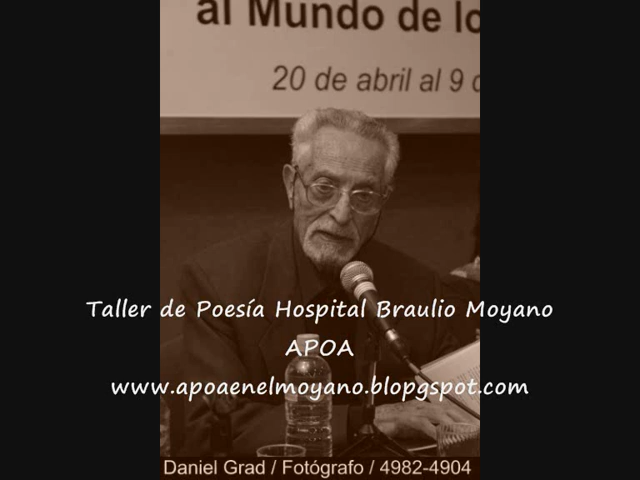 al Mundo de lo
20 de abril al 9 d
Taller de Poesía Hospital Braulio Moyano
APOA
www.apoaenelmoyano.blopgspot.com
Daniel Grad / Fotógrafo / 4982-4904